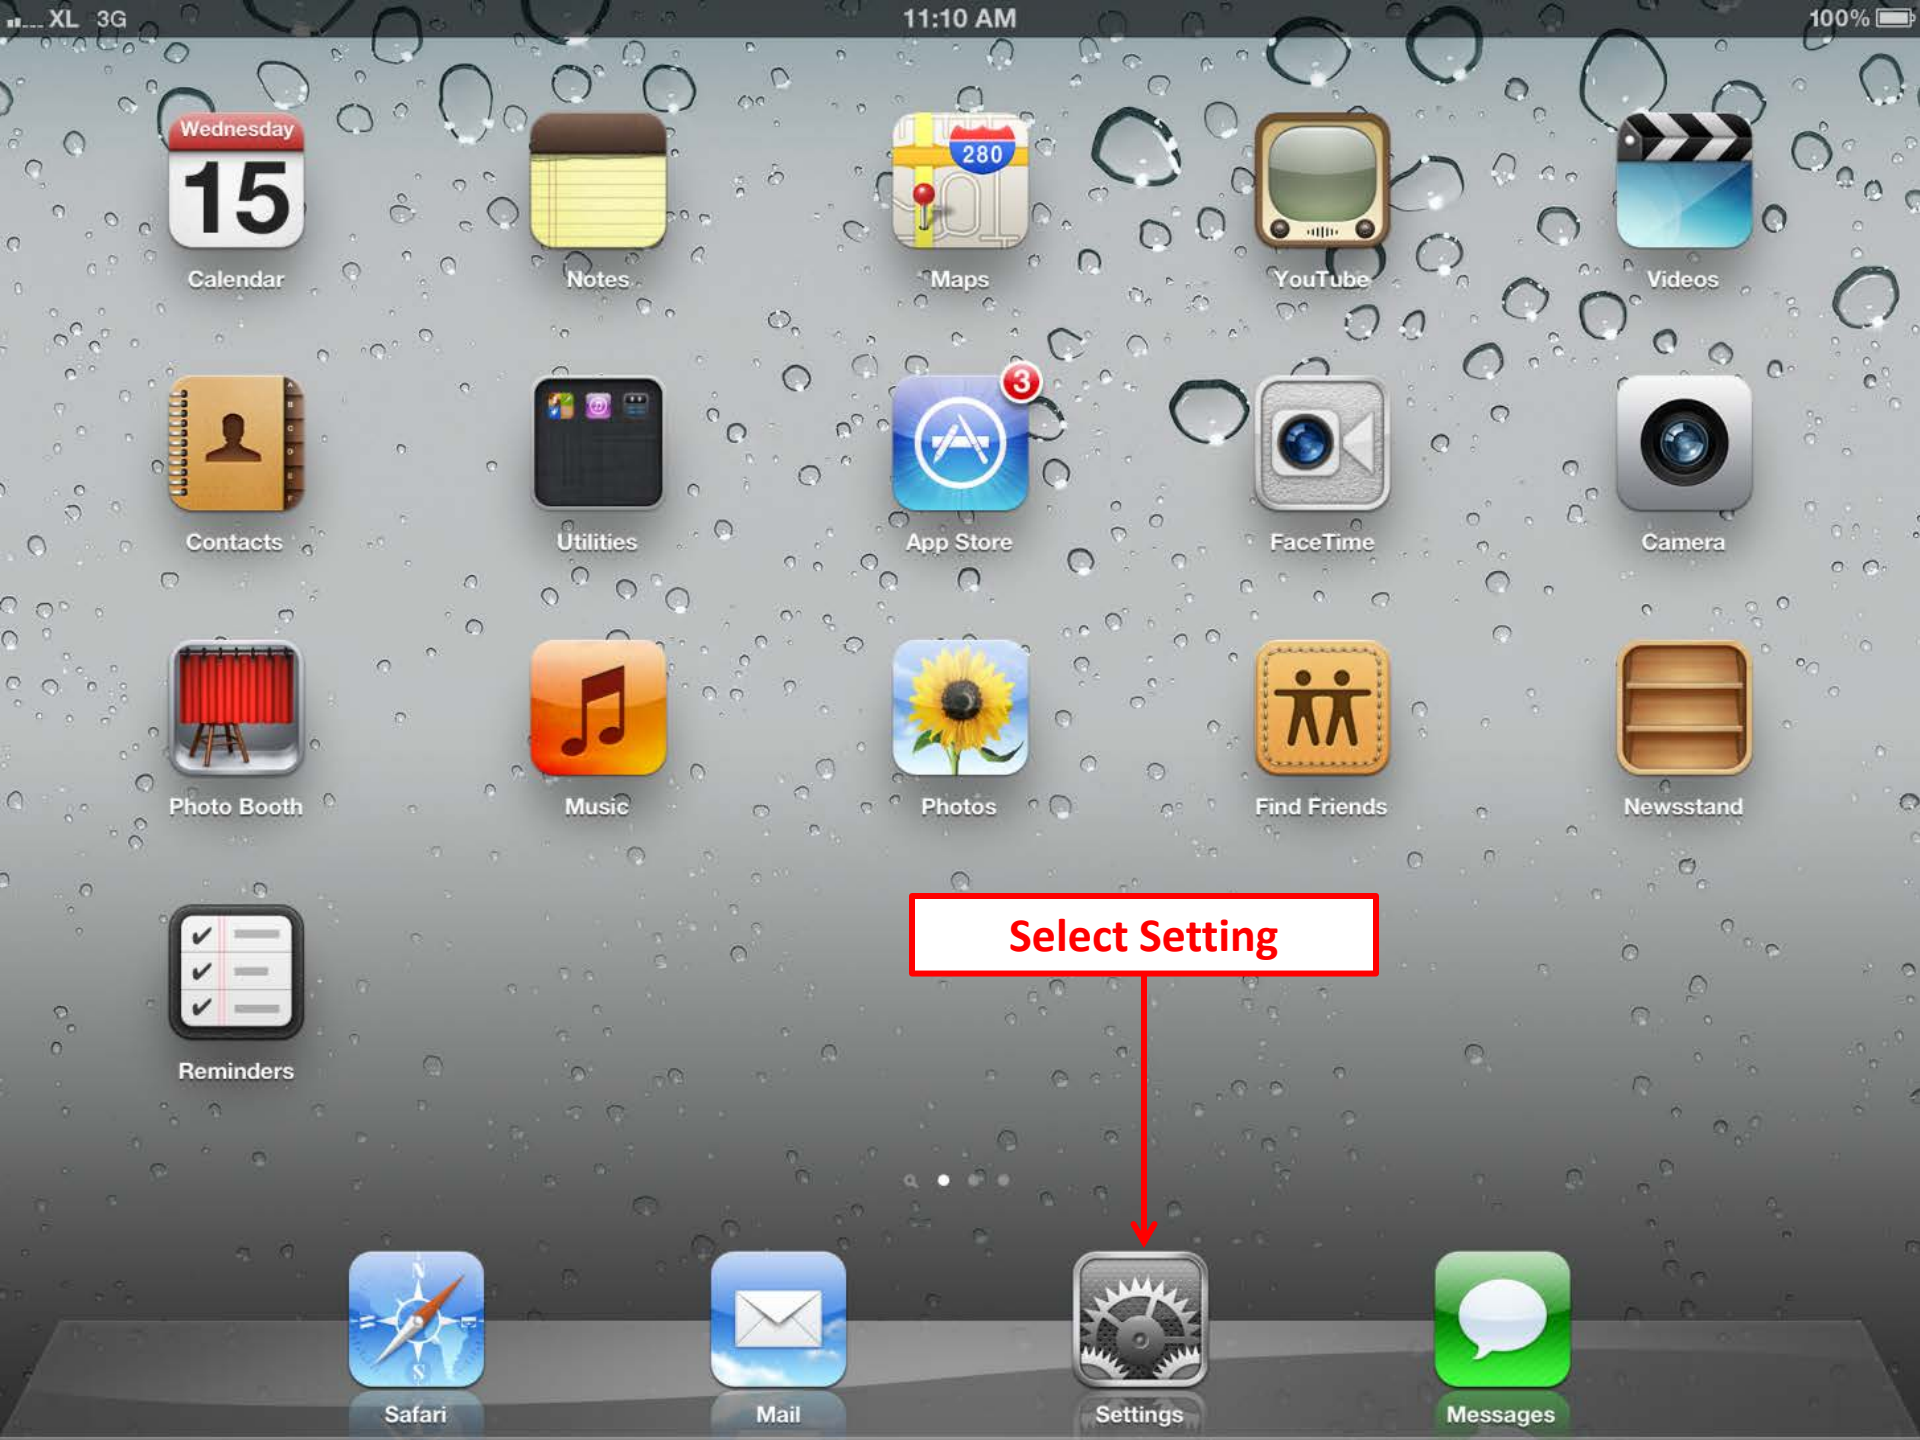 XL 3G
11:10 AM
100%
Wednesday
15
280
Calendar
Notes
Maps
YouTube
Videos
3
Contacts
Utilities
App Store
FaceTime
Camera
Photo Booth
Music
Photos
Find Friends
Newsstand
Select Setting
Reminders
N
E
S
Safari
Mail
Settings
Messages